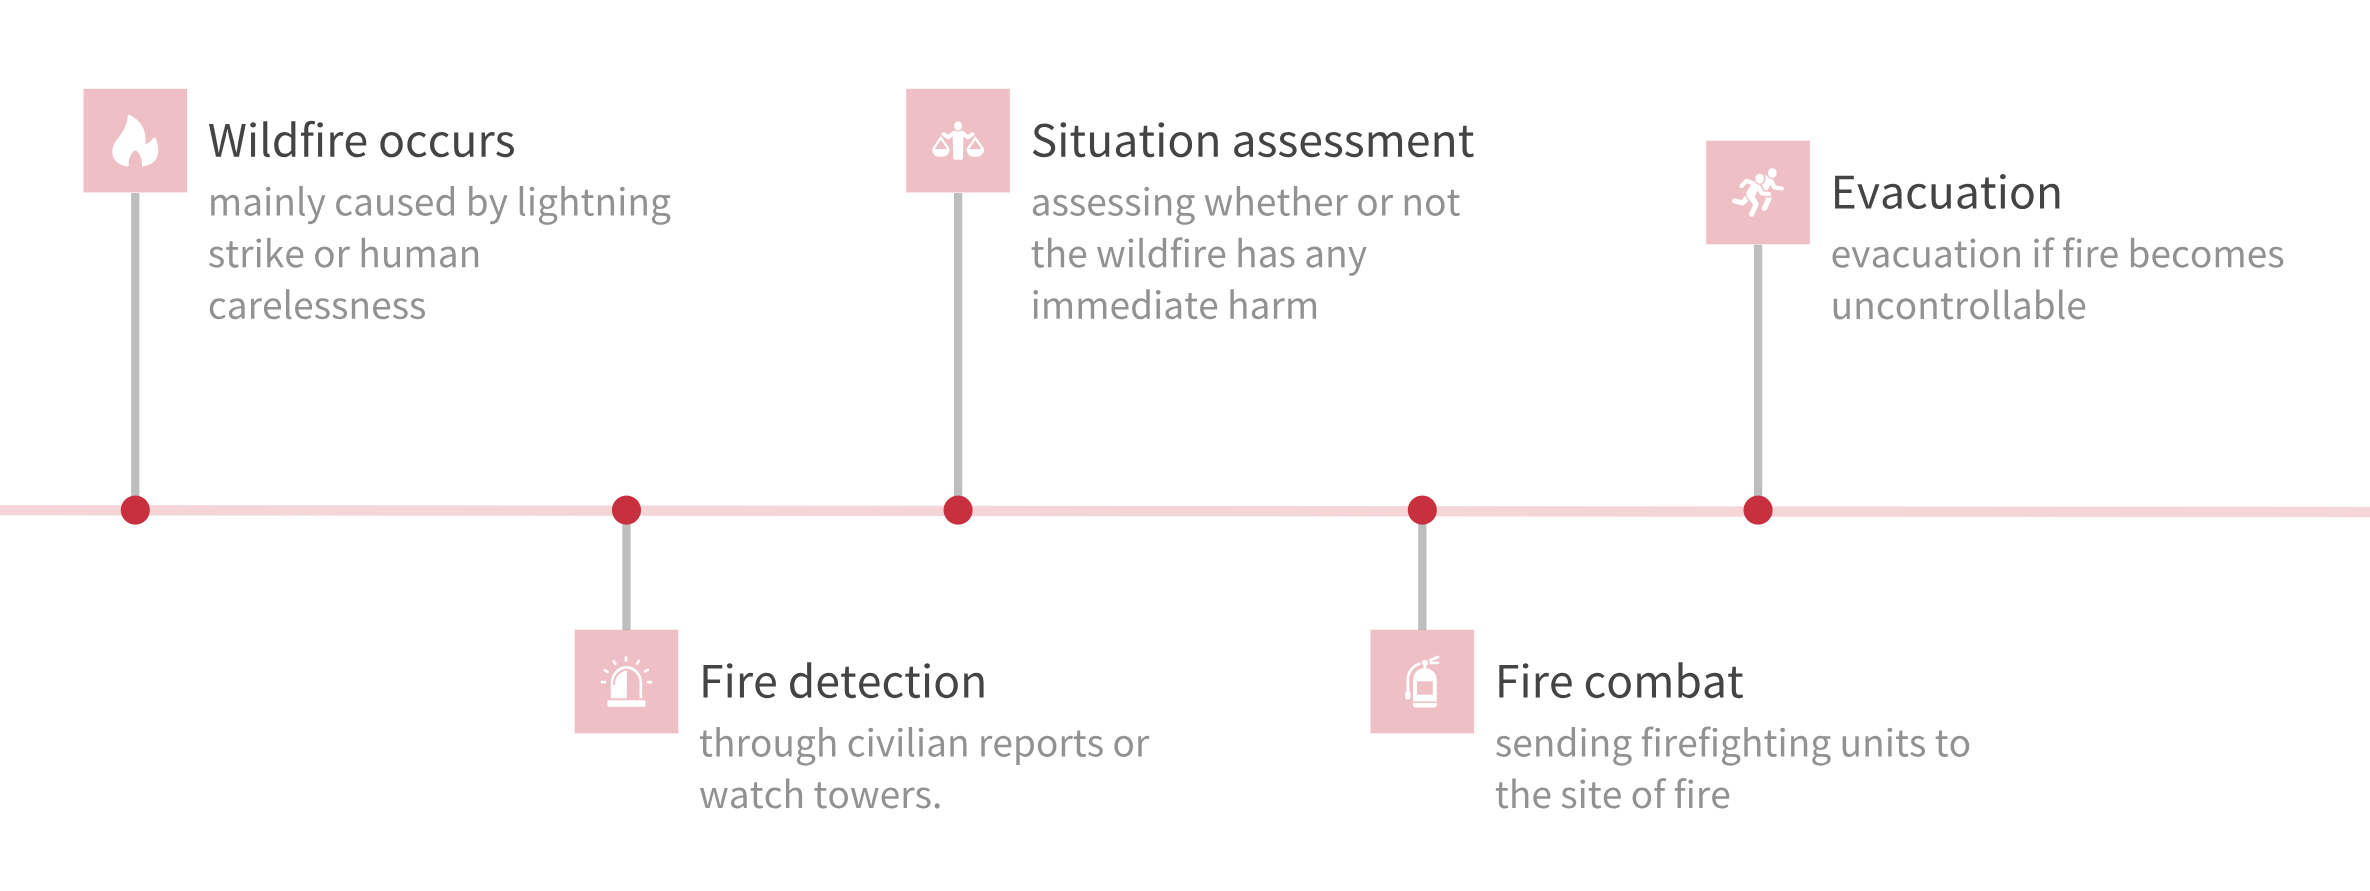 Wildfire occurs
mainly caused by lightning
strike or human
carelessness
Fire detection
through civilian reports or
watch towers.
Situation assessment
assessing whether or not
the wildfire has any
immediate harm
Fire combat
sending firefighting units to
the site of fire
Evacuation
evacuation if fire becomes
uncontrollable